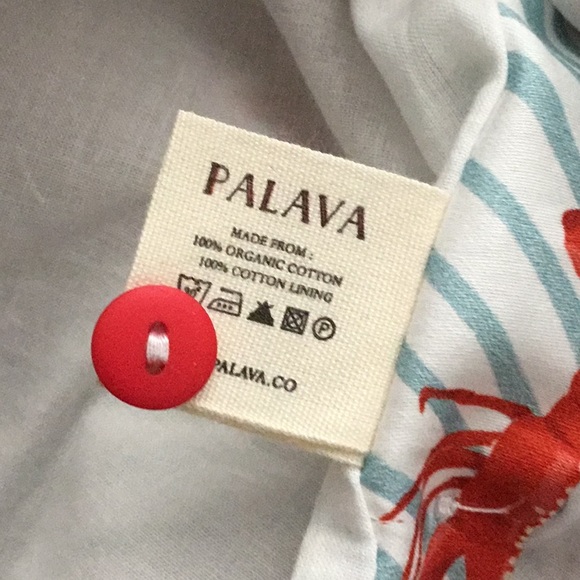 PALAVA
MADE FROM :
100% ORGANIC COTTON
100% COTTON LINING
P
PALAVA.CO